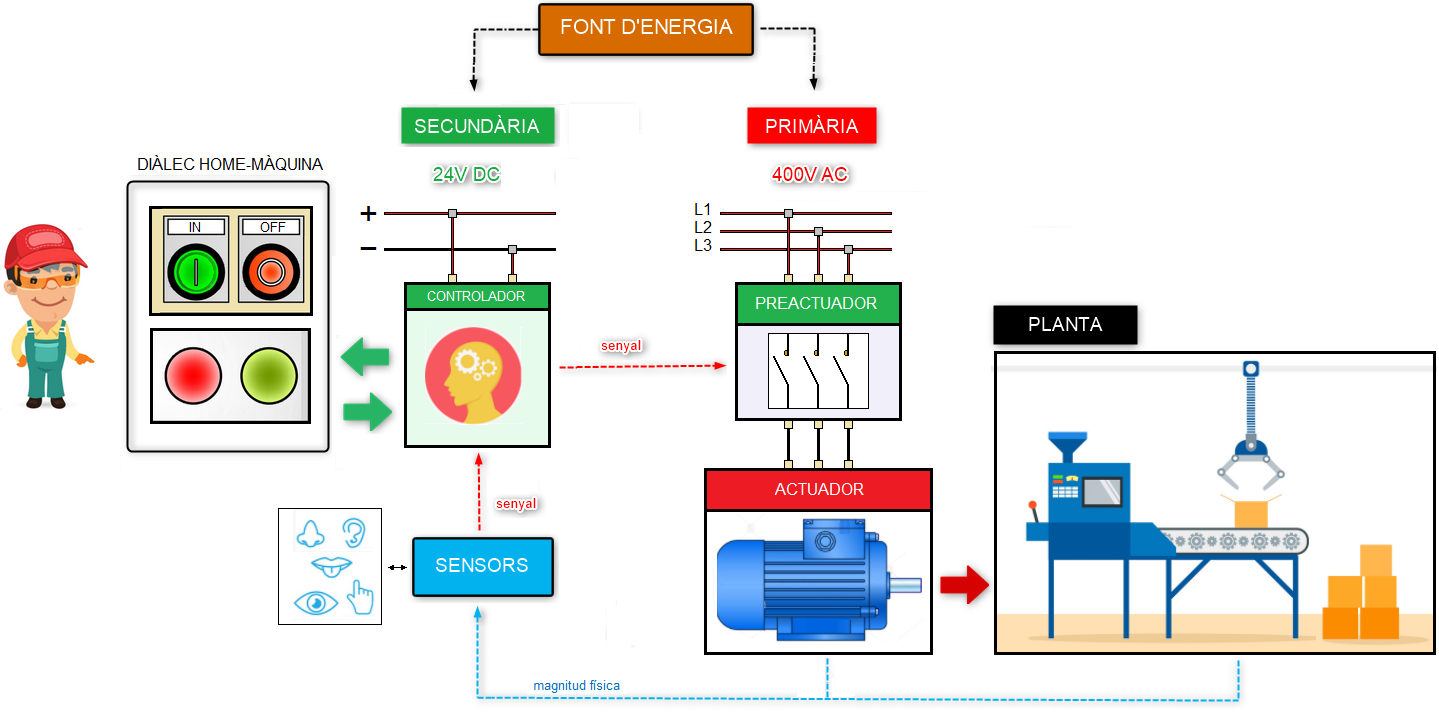 FONT D'ENERGIA
SECUNDÀRIA
PRIMÀRIA
24V DC
400V AC
DIÀLEC HOME-MÀQUINA
IN
OFF
+
−
L1
L2
L3
CONTROLADOR
PREACTUADOR
PLANTA
senyal
ACTUADOR
senyal
SENSORS
magnitud física